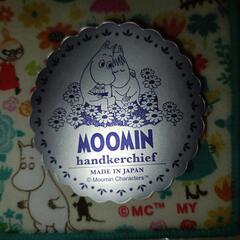 MOOMIN
handkerchief
MADE IN JAPAN
© Moomin Characters™
©MC™ MY